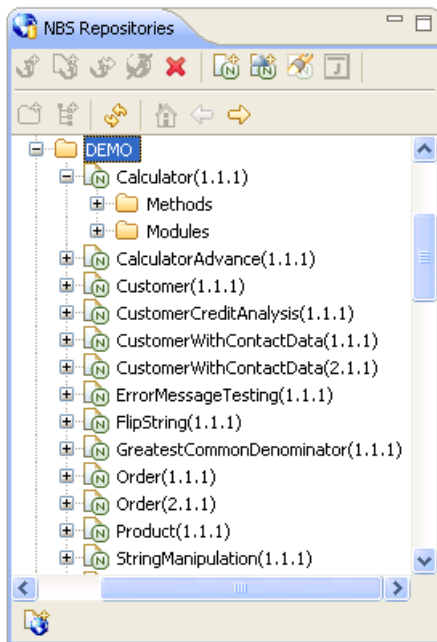 NBS Repositories
DEMO
Calculator(1.1.1)
Methods
Modules
CalculatorAdvance(1.1.1)
Customer(1.1.1)
CustomerCreditAnalysis(1.1.1)
CustomerWithContactData(1.1.1)
CustomerWithContactData(2.1.1)
ErrorMessageTesting(1.1.1)
FlipString(1.1.1)
GreatestCommonDenominator(1.1.1)
Order(1.1.1)
Order(2.1.1)
Product(1.1.1)
StringManipulation(1.1.1)